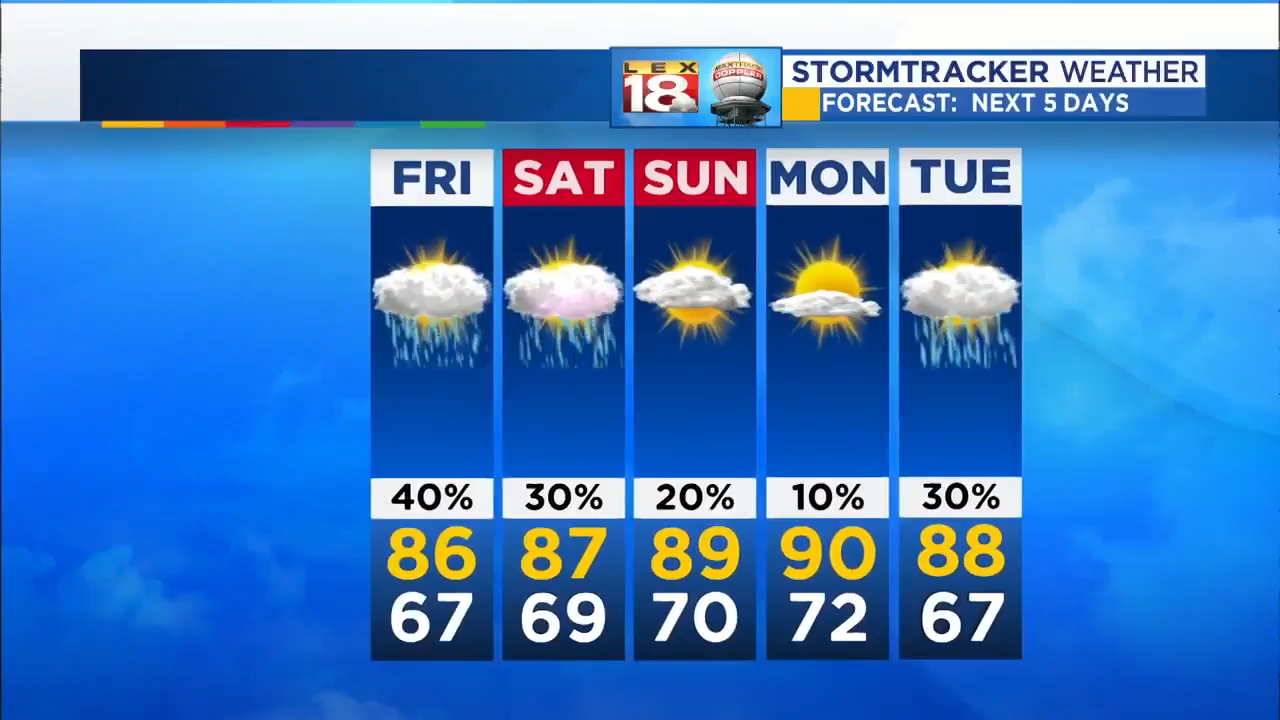 LEX
18
MAXTRACK
DOPPLER
STORMTRACKER WEATHER
FORECAST: NEXT 5 DAYS
FRI SAT SUN MON TUE
40% 30% 20% 10% 30%
86 87 89 90 88
67 69 70 72 67